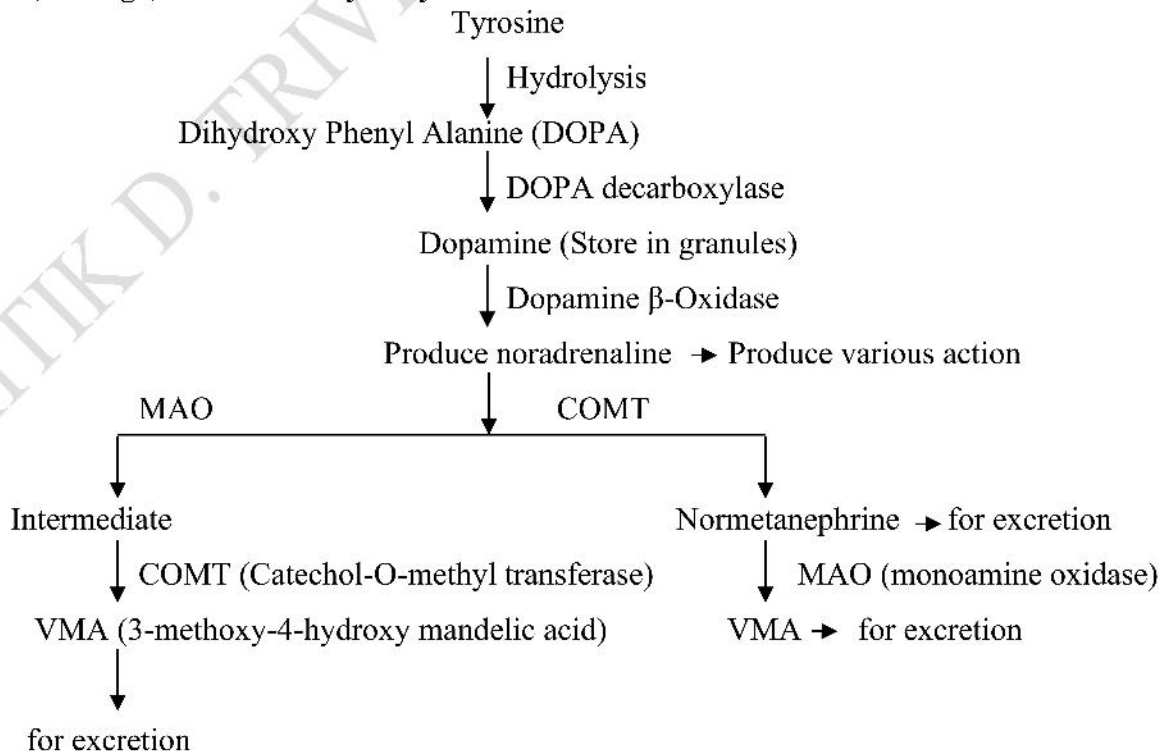 Tyrosine
Hydrolysis
Dihydroxy Phenyl Alanine (DOPA)
DOPA decarboxylase
Dopamine (Store in granules)
Dopamine β-Oxidase
Produce noradrenaline → Produce various action
MAO COMT
Intermediate Normetanephrine → for excretion
COMT (Catechol-O-methyl transferase) MAO (monoamine oxidase)
VMA (3-methoxy-4-hydroxy mandelic acid) VMA → for excretion
for excretion
TIK D. TRIV